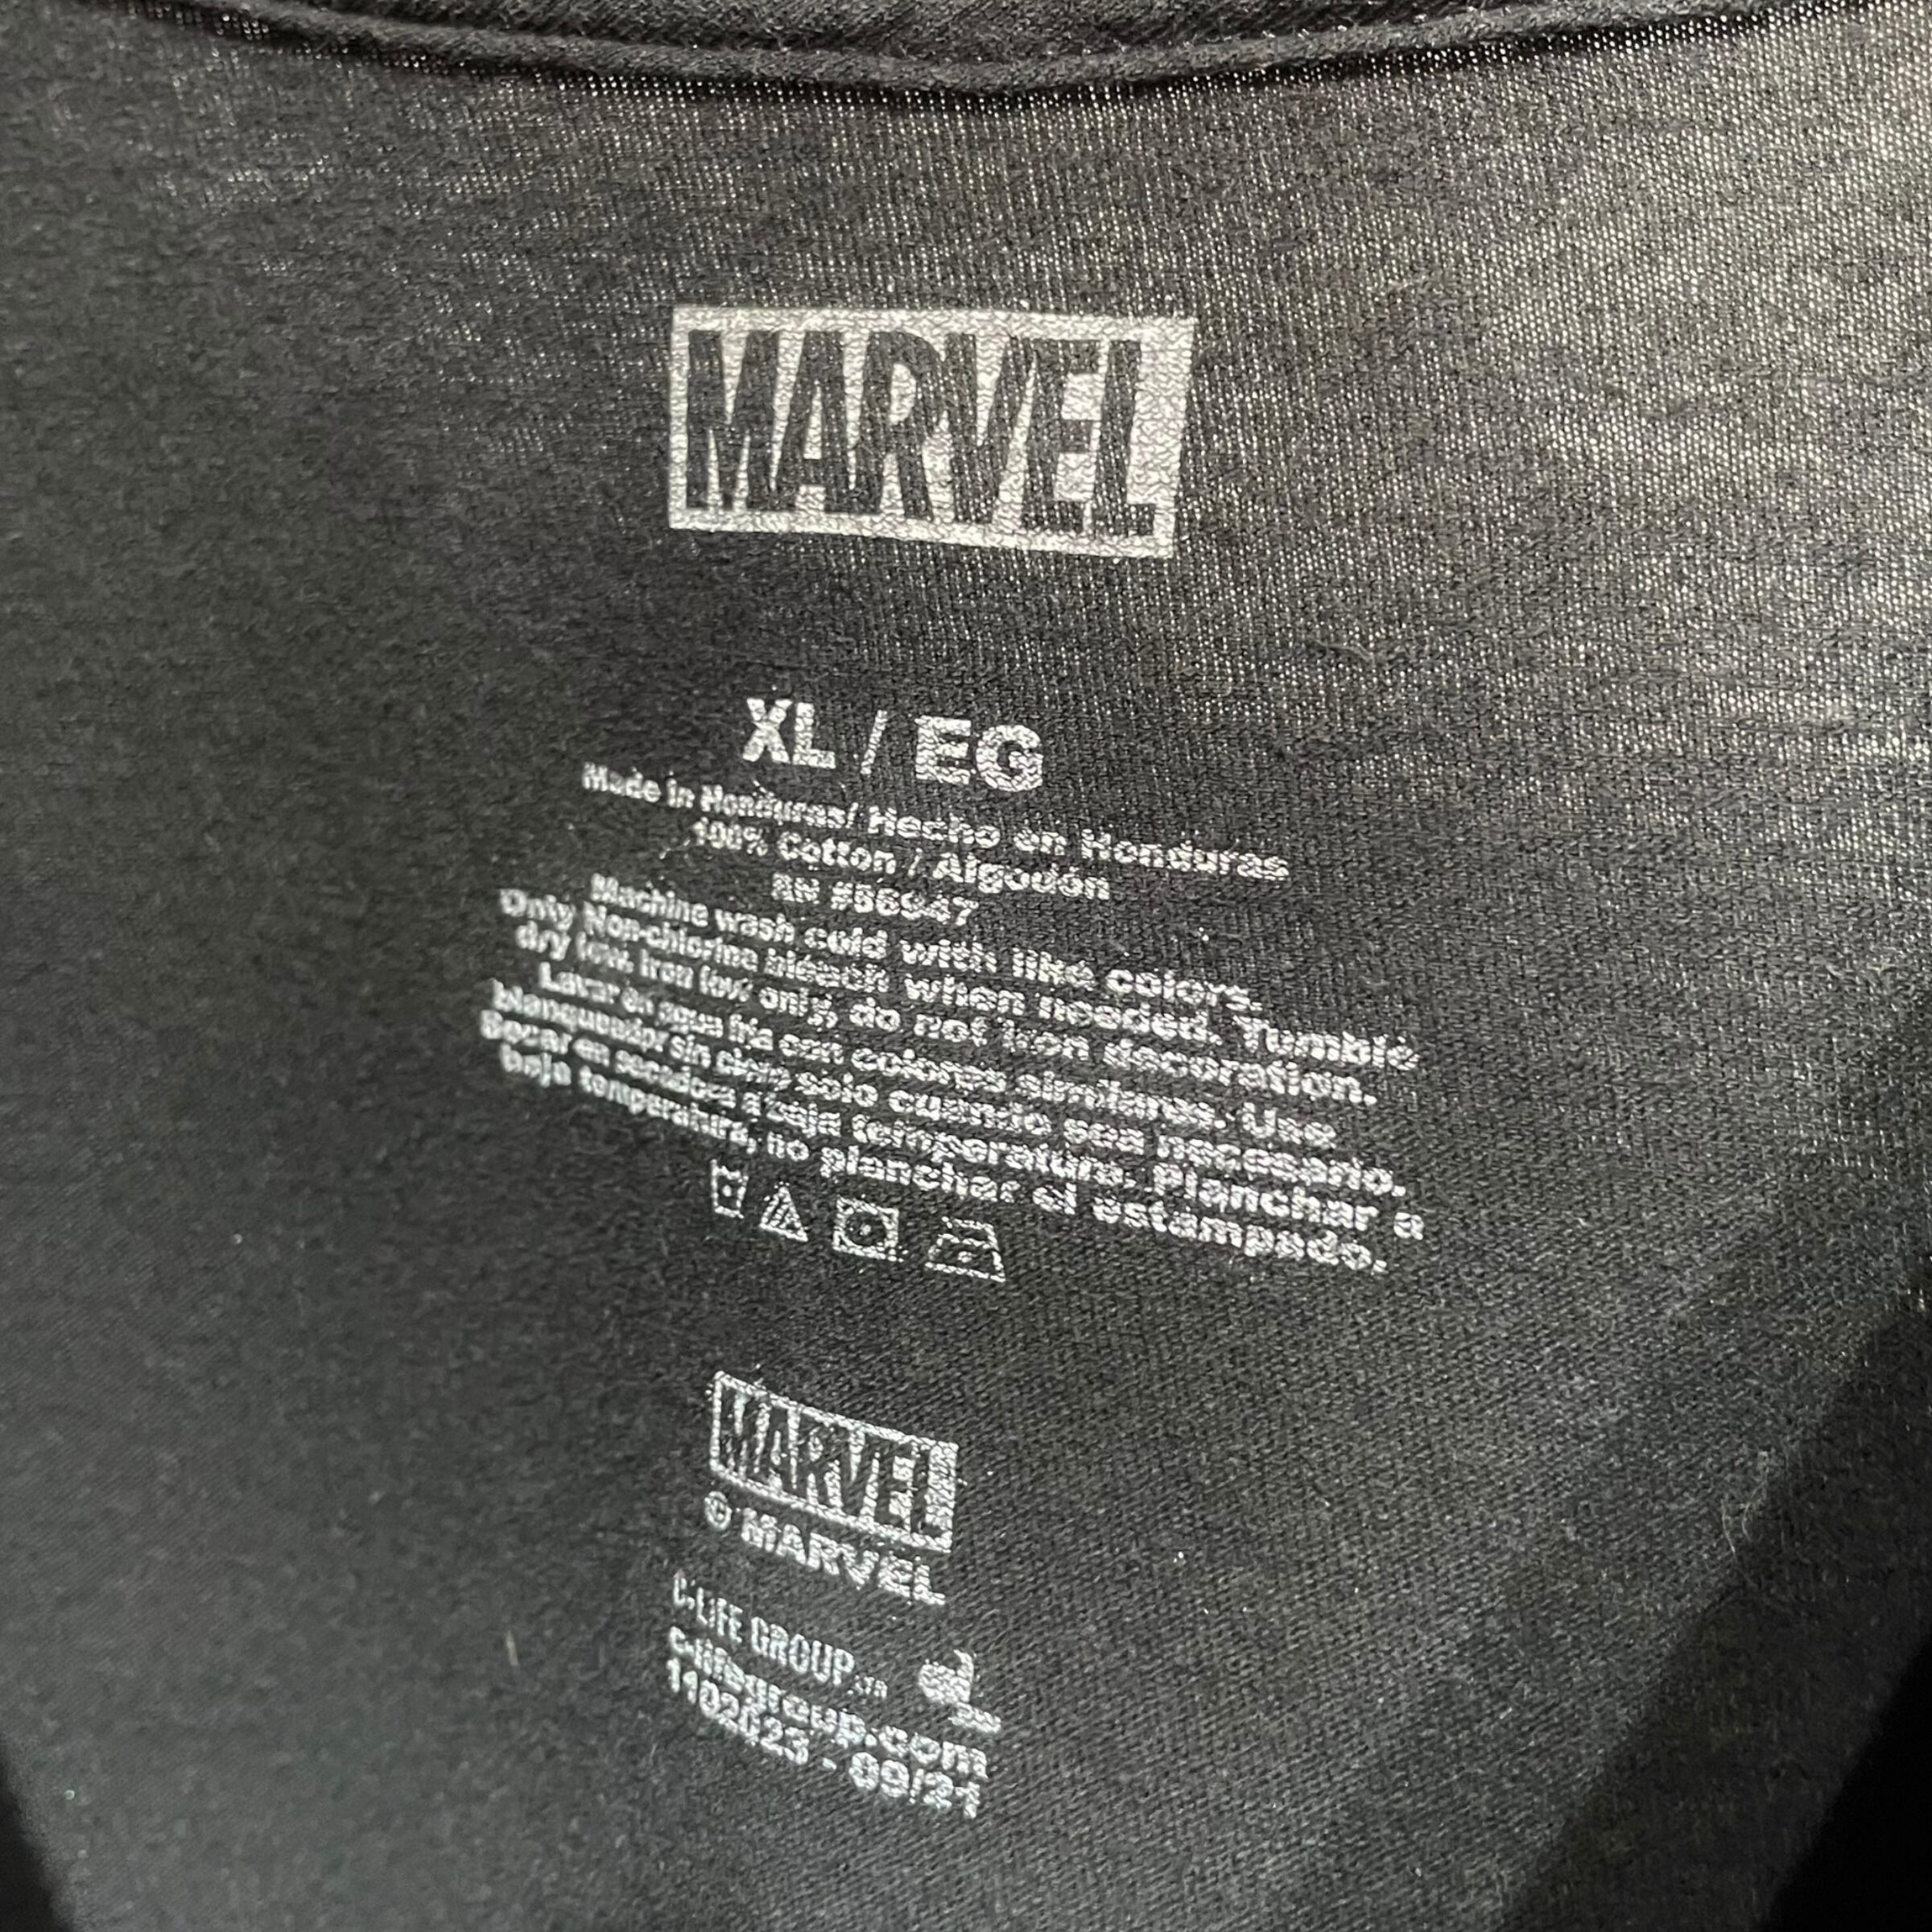 MARVEL
XL / EG
Made in Honduras/ Hecho en Honduras
100% Cotton / Algodón
RN #56947
Machine wash cold with like colors.
Only Non-chlorine bleach when needed. Tumble
dry low. Iron low only, do not iron decoration.
Lavar en agua fría con colores similares. Use
blanqueador sin cloro solo cuando sea necesario.
Secar en secadora a baja temperatura. Planchar a
baja temperatura, no planchar el estampado.
MARVEL
© MARVEL
C-LIFE GROUP, LTD
c-lifegroup.com
1102623 - 09/21